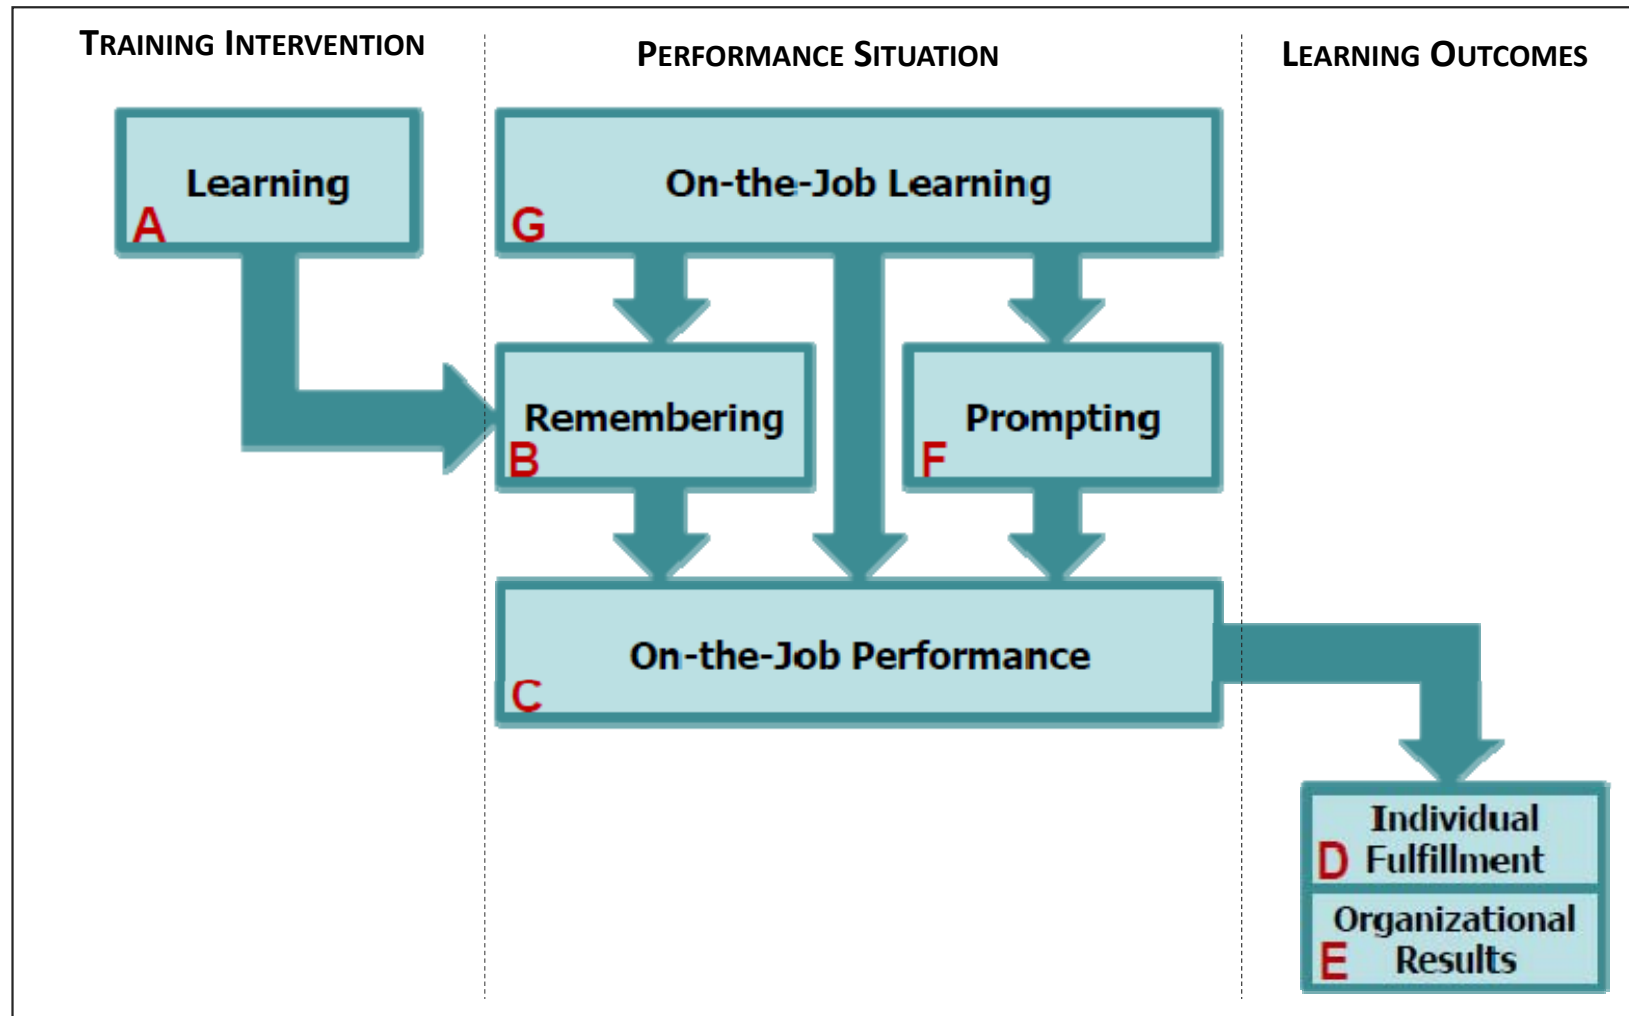 TRAINING INTERVENTION
PERFORMANCE SITUATION
LEARNING OUTCOMES
Learning
A
On-the-Job Learning
G
Remembering
B
Prompting
F
On-the-Job Performance
C
Individual
Fulfillment
D
Organizational
Results
E